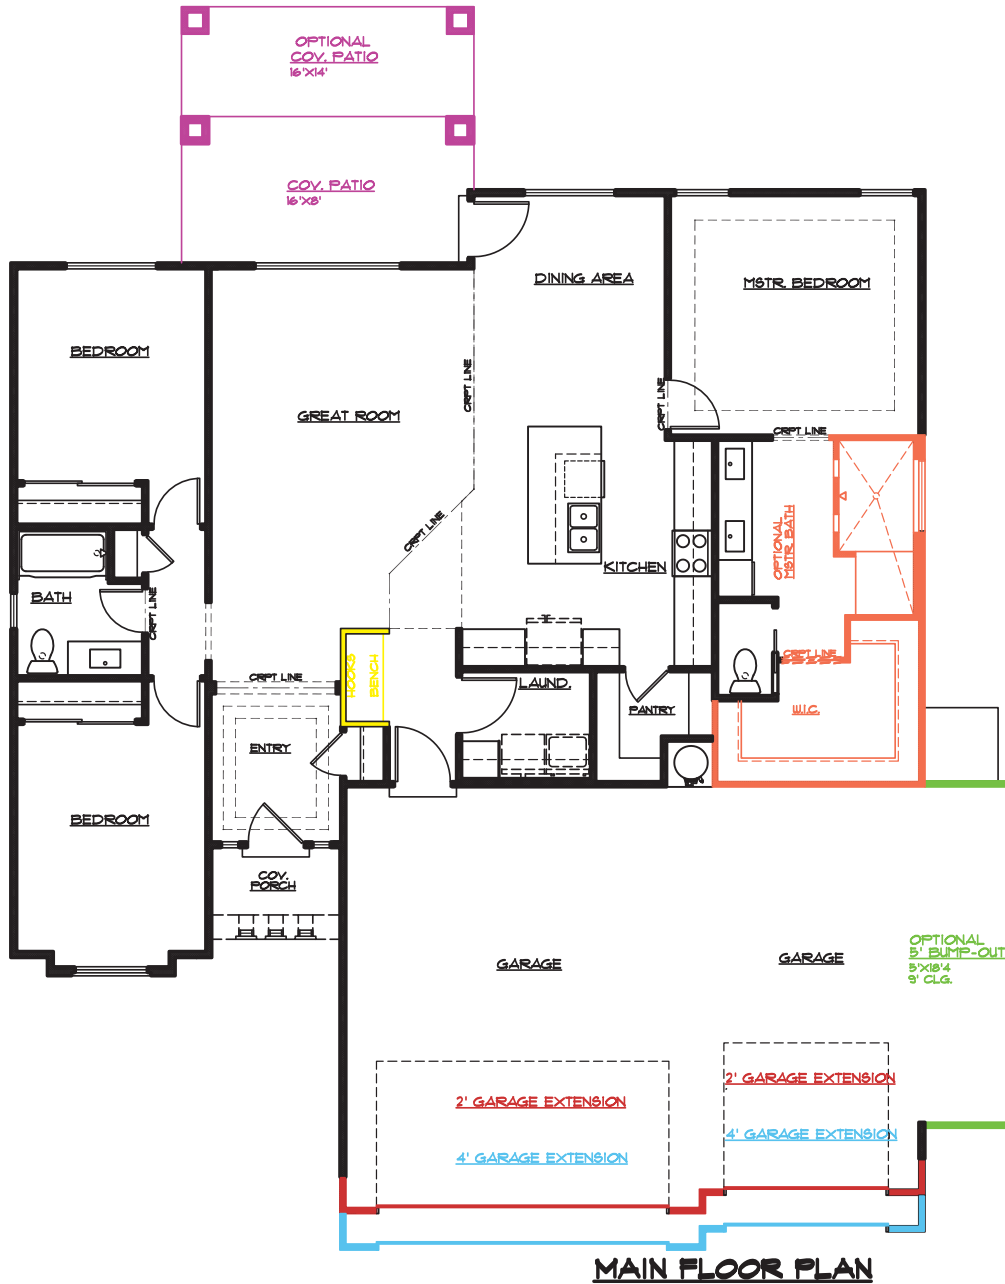 OPTIONAL
COV. PATIO
16'X14'
COV. PATIO
16'X8'
DINING AREA
MSTR. BEDROOM
BEDROOM
GREAT ROOM
CRPT LINE
CRPT LINE
CRPT LINE
CRPT LINE
OPTIONAL
MSTR BATH
KITCHEN
BATH
CRPT LINE
HOOKS
BENCH
CRPT LINE
CRPT LINE
LAUND.
PANTRY
W.I.C.
ENTRY
BEDROOM
COV.
PORCH
GARAGE
GARAGE
OPTIONAL
5' BUMP-OUT
5'X18'4
9' CLG.
2' GARAGE EXTENSION
2' GARAGE EXTENSION
4' GARAGE EXTENSION
4' GARAGE EXTENSION
MAIN FLOOR PLAN